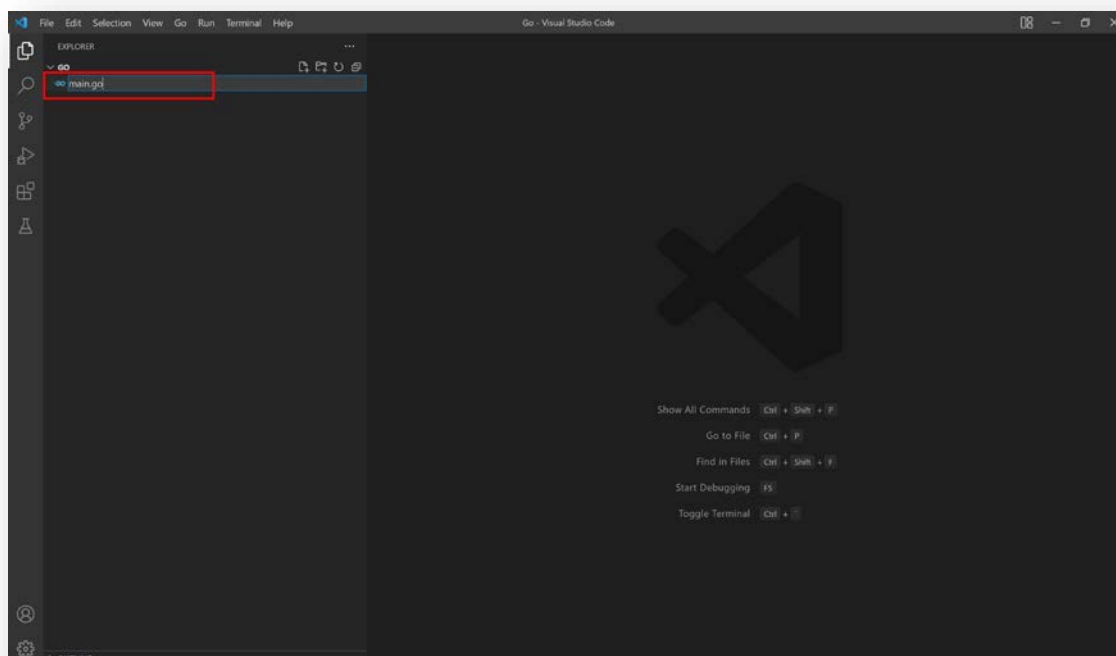 File Edit Selection View Go Run Terminal Help
Go - Visual Studio Code
EXPLORER
GO
main.go
Show All Commands Ctrl + Shift + P
Go to File Ctrl + P
Find in Files Ctrl + Shift + F
Start Debugging F5
Toggle Terminal Ctrl + `